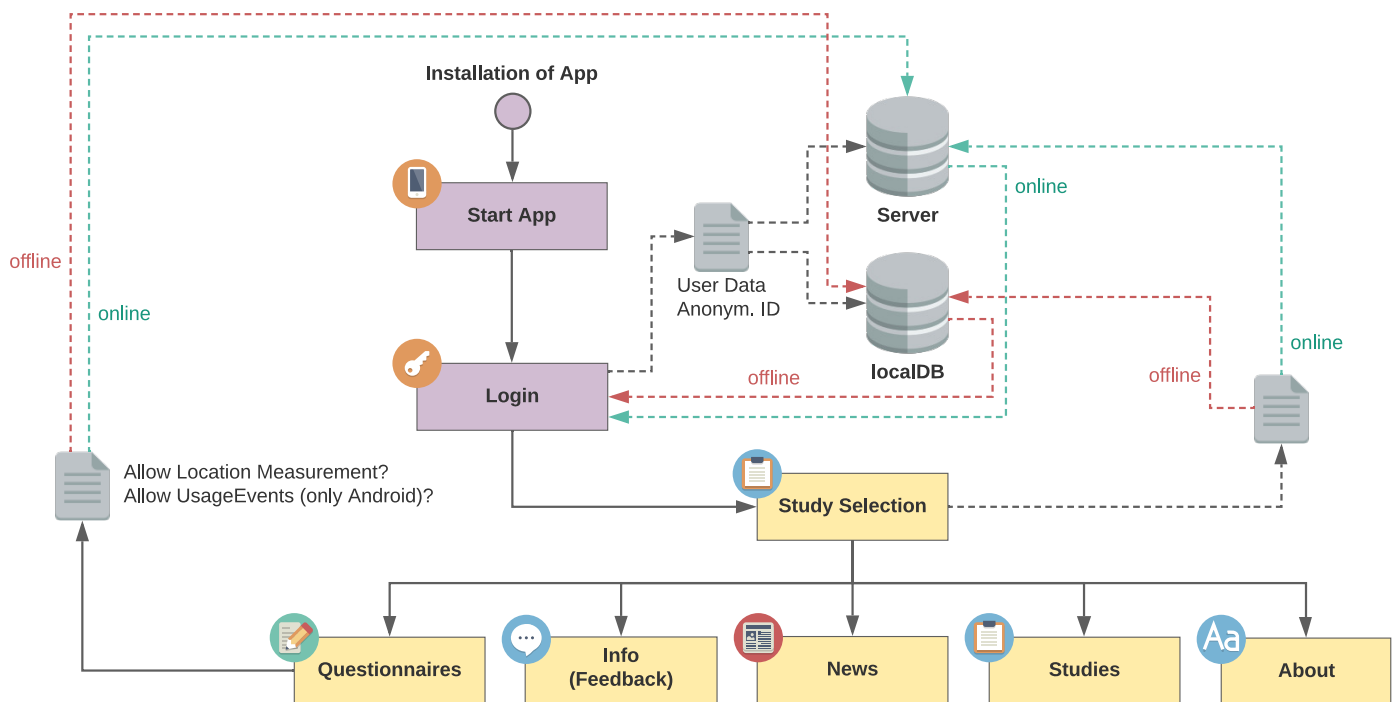 Installation of App
Start App
Server
online
offline
User Data
Anonym. ID
online
online
localDB
offline
offline
Login
Allow Location Measurement?
Allow UsageEvents (only Android)?
Study Selection
Questionnaires
Info
(Feedback)
News
Studies
Aa
About